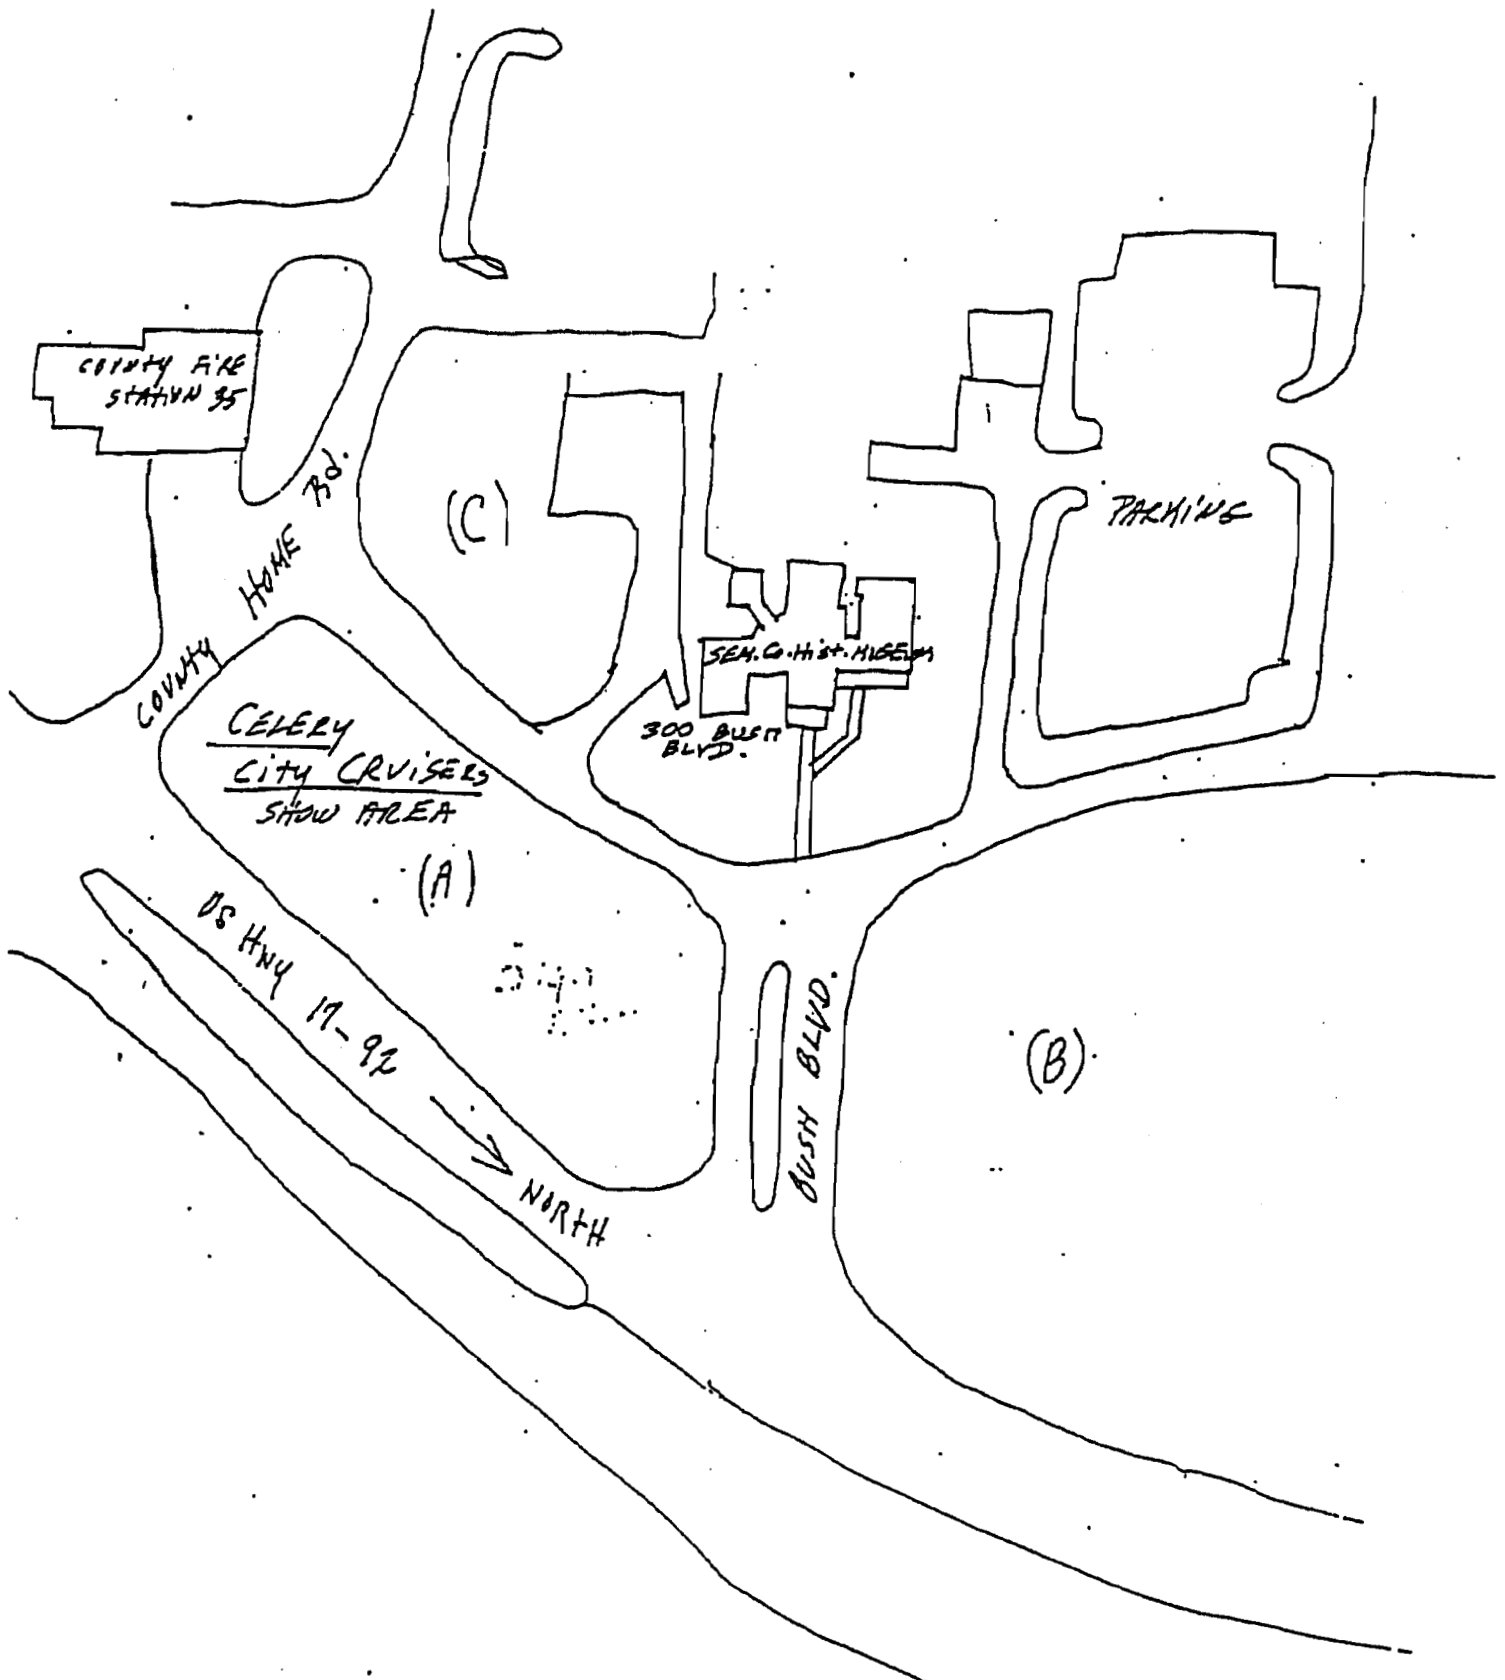 COUNTY FIRE
STATION 35
COUNTY HOME Rd.
(C)
i
PARKING
SEM. Co. Hist. MUSEUM
300 BUSH
BLVD.
CELERY
City CRUISERS
SHOW AREA
(A)
US HWY 17-92
NORTH
BUSH BLVD.
(B)